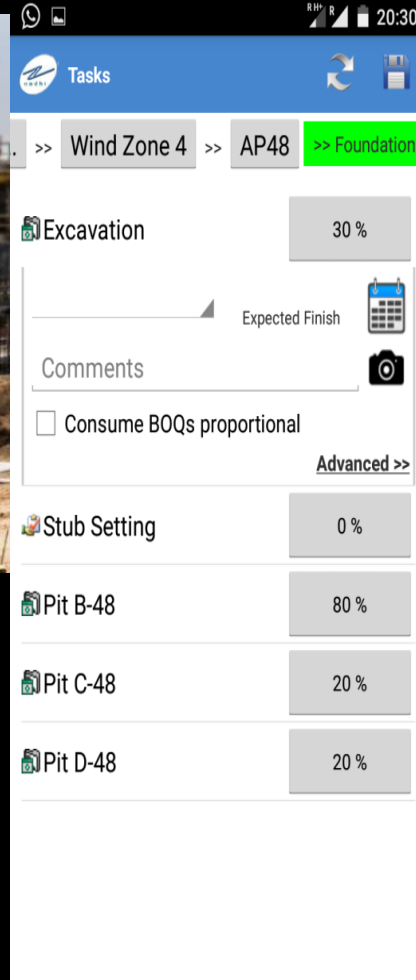 R H+ R 20:30
nadhi Tasks
. >> Wind Zone 4 >> AP48 >> Foundation
Excavation 30 %
Expected Finish
Comments
Consume BOQs proportional
Advanced >>
Stub Setting 0 %
Pit B-48 80 %
Pit C-48 20 %
Pit D-48 20 %